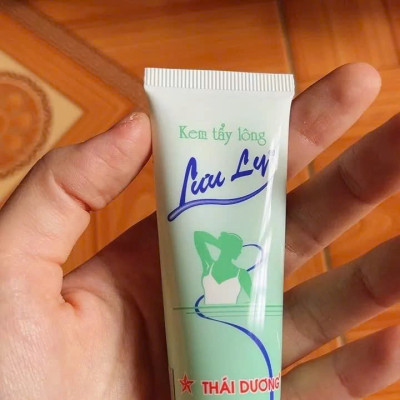 Kem tẩy lông
Lưu Ly
THÁI DƯƠNG